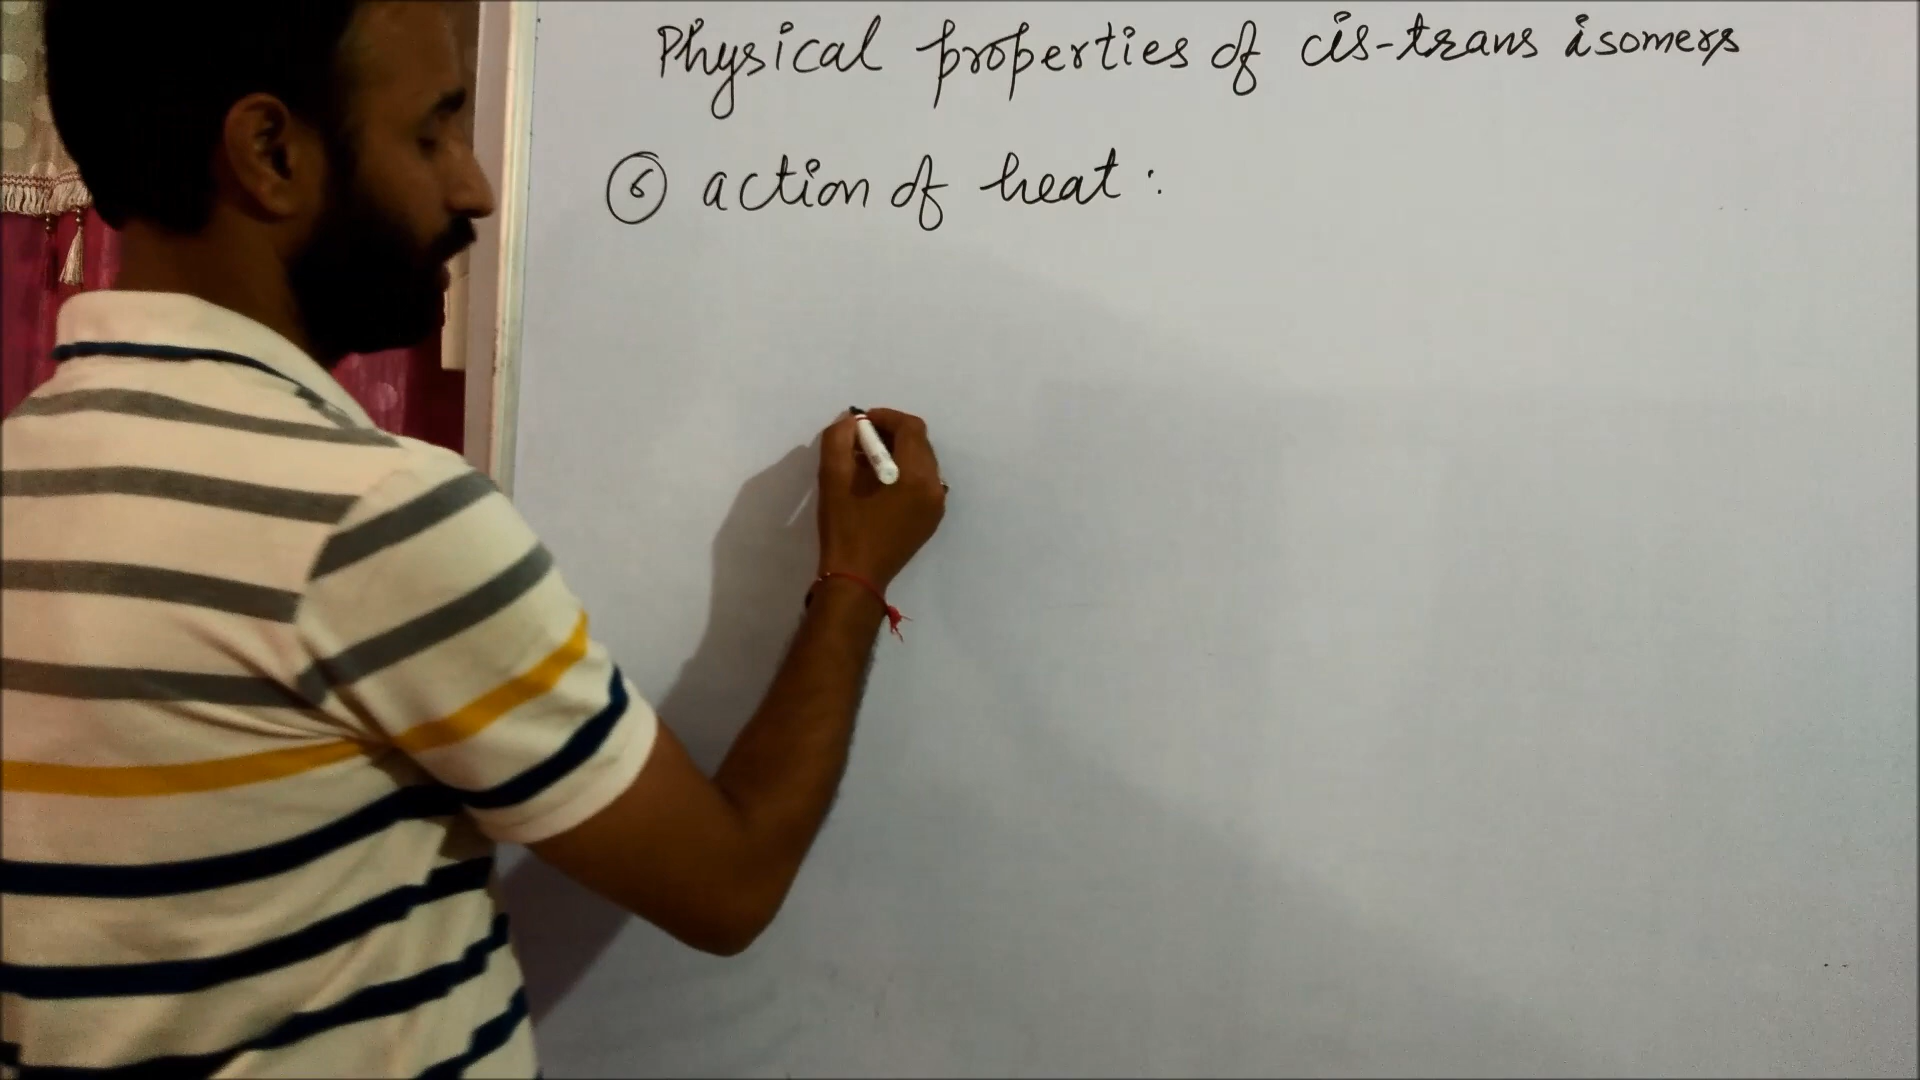 Physical properties of cis-trans isomers
⑥ action of heat :